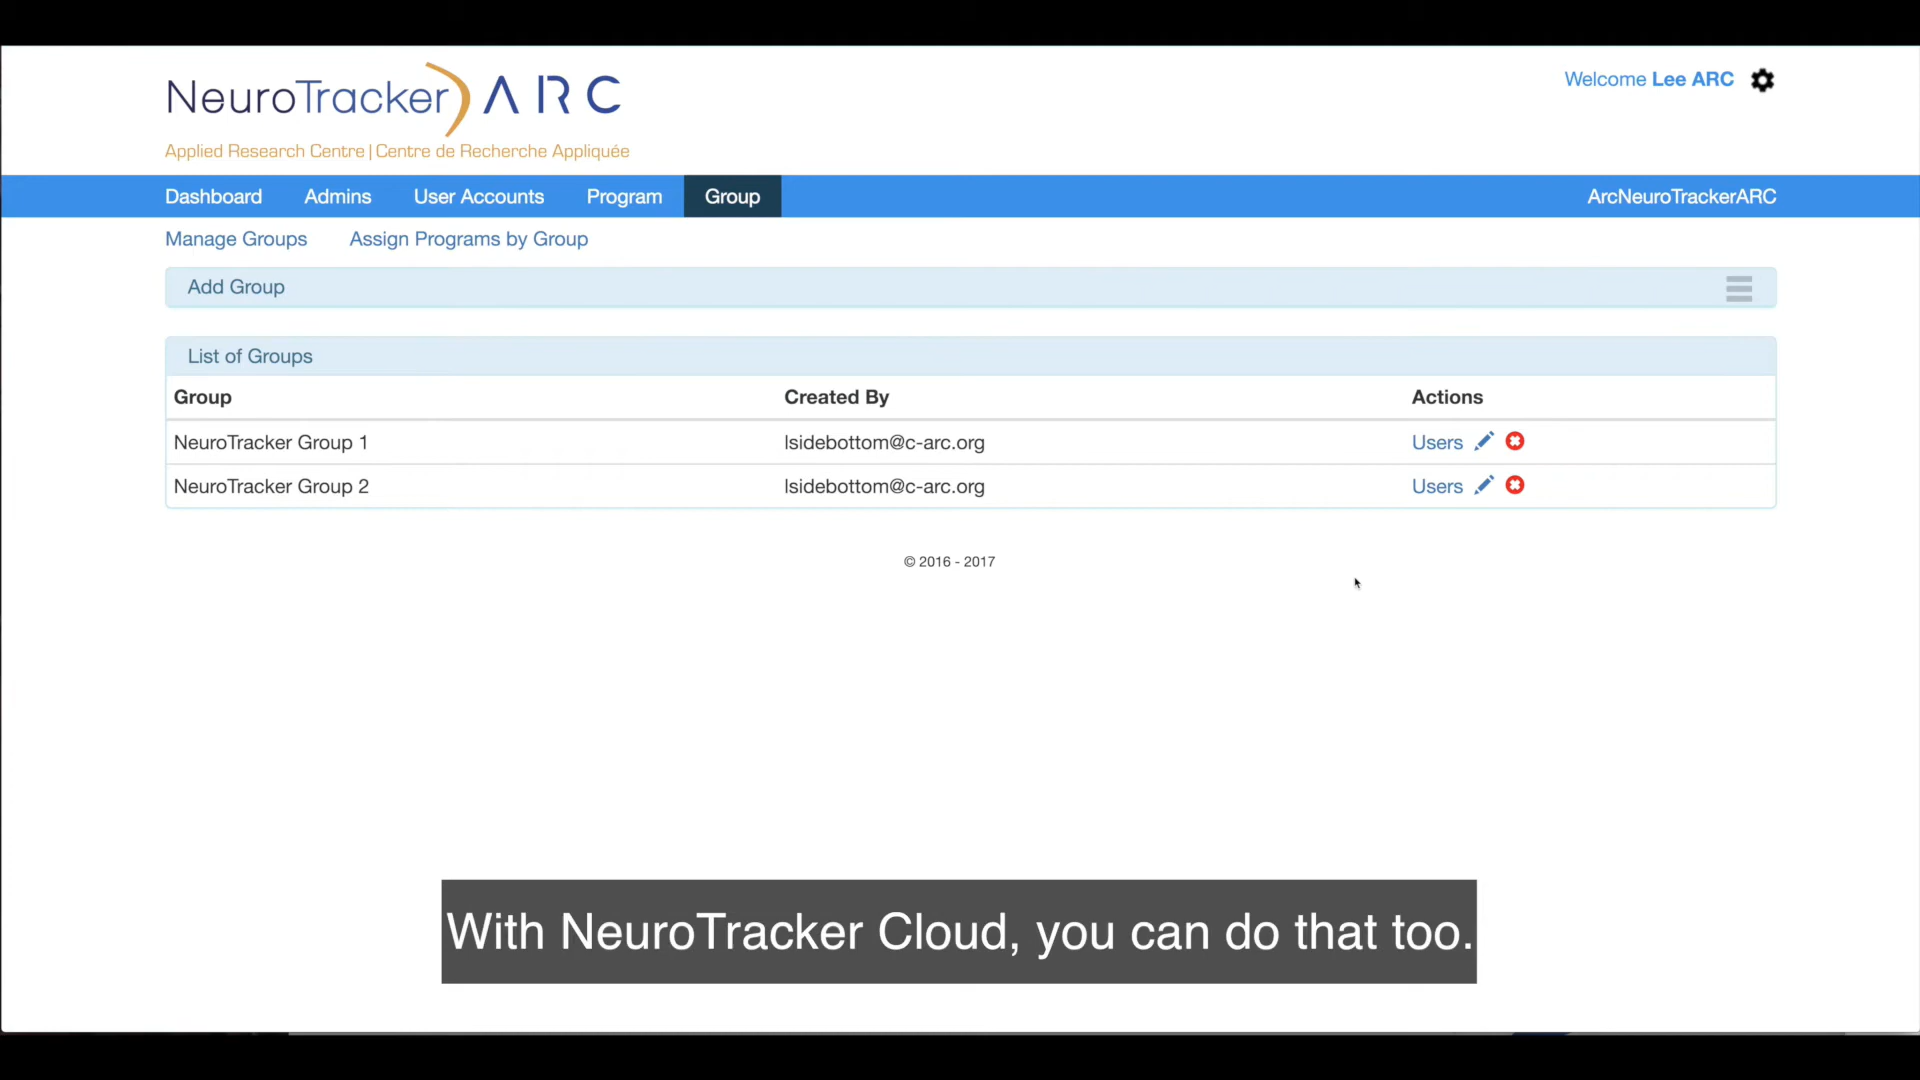 NeuroTracker ARC
Welcome Lee ARC
Applied Research Centre | Centre de Recherche Appliquée
Dashboard Admins User Accounts Program Group ArcNeuroTrackerARC
Manage Groups Assign Programs by Group
Add Group
List of Groups
Group Created By Actions
NeuroTracker Group 1 lsidebottom@c-arc.org Users
NeuroTracker Group 2 lsidebottom@c-arc.org Users
© 2016 - 2017
With NeuroTracker Cloud, you can do that too.